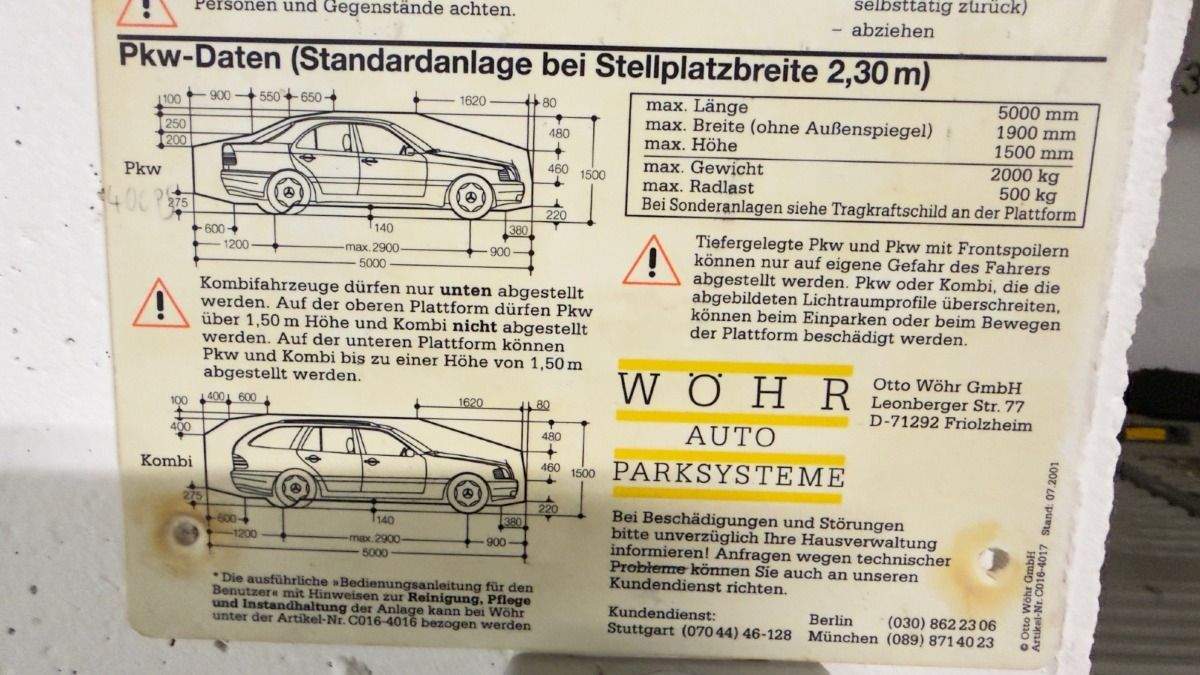 Personen und Gegenstände achten.
selbsttätig zurück)
– abziehen
Pkw-Daten (Standardanlage bei Stellplatzbreite 2,30 m)
100 900 550 650 1620 80
250
200
480
460
1500
Pkw
275
220
600 140 380
1200 max. 2900 900
5000
max. Länge 5000 mm
max. Breite (ohne Außenspiegel) 1900 mm
max. Höhe 1500 mm
max. Gewicht 2000 kg
max. Radlast 500 kg
Bei Sonderanlagen siehe Tragkraftschild an der Plattform
Kombifahrzeuge dürfen nur unten abgestellt
werden. Auf der oberen Plattform dürfen Pkw
über 1,50 m Höhe und Kombi nicht abgestellt
werden. Auf der unteren Plattform können
Pkw und Kombi bis zu einer Höhe von 1,50 m
abgestellt werden.
Tiefergelegte Pkw und Pkw mit Frontspoilern
können nur auf eigene Gefahr des Fahrers
abgestellt werden. Pkw oder Kombi, die die
abgebildeten Lichtraumprofile überschreiten,
können beim Einparken oder beim Bewegen
der Plattform beschädigt werden.
100 400 600 1620 80
400
480
460
1500
Kombi
275
220
600 140 380
1200 max. 2900 900
5000
WÖHR
AUTO
PARKSYSTEME
Otto Wöhr GmbH
Leonberger Str. 77
D-71292 Friolzheim
* Die ausführliche »Bedienungsanleitung für den
Benutzer« mit Hinweisen zur Reinigung, Pflege
und Instandhaltung der Anlage kann bei Wöhr
unter der Artikel-Nr. C016-4016 bezogen werden
Bei Beschädigungen und Störungen
bitte unverzüglich Ihre Hausverwaltung
informieren! Anfragen wegen technischer
Probleme können Sie auch an unseren
Kundendienst richten.
Kundendienst: Berlin (030) 862 23 06
Stuttgart (070 44) 46-128 München (089) 871 40 23
© Otto Wöhr GmbH
Artikel-Nr. C016-4017 Stand: 07.2001